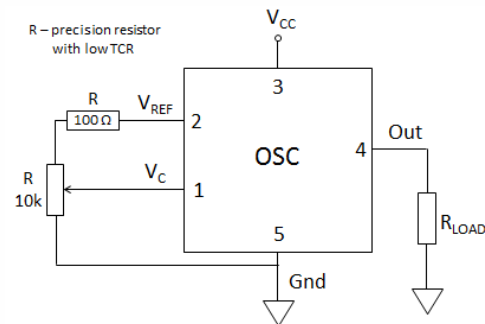 R – precision resistor
with low TCR
V_CC
3
R
100 Ω
V_REF
2
OSC
4
Out
R
10k
V_C
1
R_LOAD
5
Gnd